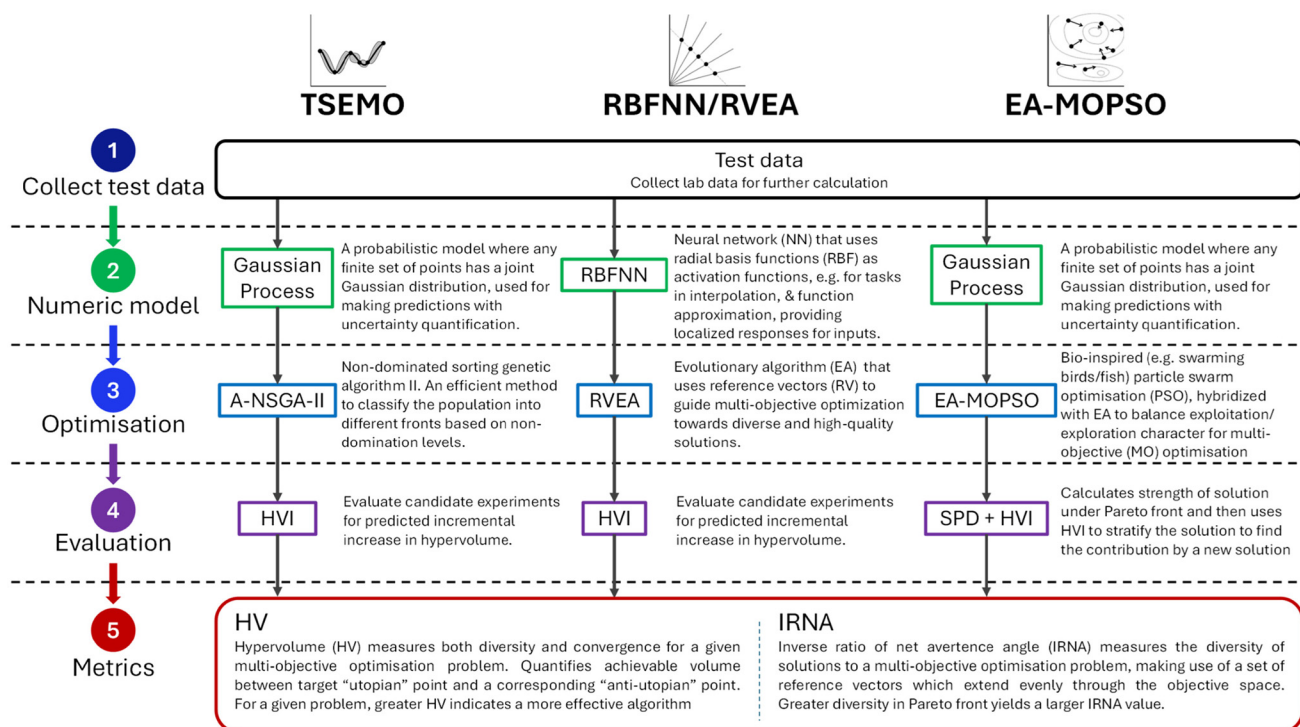 TSEMO
RBFNN/RVEA
EA-MOPSO
1
Collect test data
Test data
Collect lab data for further calculation
2
Numeric model
Gaussian
Process
A probabilistic model where any
finite set of points has a joint
Gaussian distribution, used for
making predictions with
uncertainty quantification.
RBFNN
Neural network (NN) that uses
radial basis functions (RBF) as
activation functions, e.g. for tasks
in interpolation, & function
approximation, providing
localized responses for inputs.
Gaussian
Process
A probabilistic model where any
finite set of points has a joint
Gaussian distribution, used for
making predictions with
uncertainty quantification.
3
Optimisation
A-NSGA-II
Non-dominated sorting genetic
algorithm II. An efficient method
to classify the population into
different fronts based on non-
domination levels.
RVEA
Evolutionary algorithm (EA) that
uses reference vectors (RV) to
guide multi-objective optimization
towards diverse and high-quality
solutions.
EA-MOPSO
Bio-inspired (e.g. swarming
birds/fish) particle swarm
optimisation (PSO), hybridized
with EA to balance exploitation/
exploration character for multi-
objective (MO) optimisation
4
Evaluation
HVI
Evaluate candidate experiments
for predicted incremental
increase in hypervolume.
HVI
Evaluate candidate experiments
for predicted incremental
increase in hypervolume.
SPD + HVI
Calculates strength of solution
under Pareto front and then uses
HVI to stratify the solution to find
the contribution by a new solution
5
Metrics
HV
Hypervolume (HV) measures both diversity and convergence for a given
multi-objective optimisation problem. Quantifies achievable volume
between target “utopian” point and a corresponding “anti-utopian” point.
For a given problem, greater HV indicates a more effective algorithm
IRNA
Inverse ratio of net avertence angle (IRNA) measures the diversity of
solutions to a multi-objective optimisation problem, making use of a set of
reference vectors which extend evenly through the objective space.
Greater diversity in Pareto front yields a larger IRNA value.